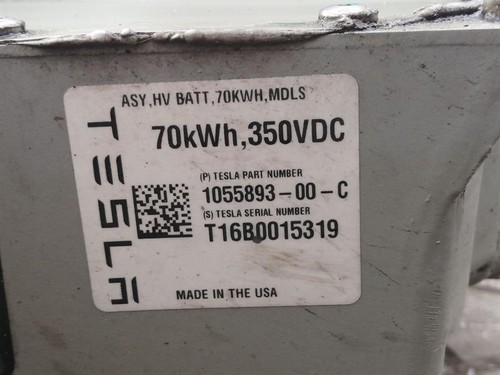 ASY,HV BATT,70KWH,MDLS
TESLA
70kWh,350VDC
(P) TESLA PART NUMBER
1055893-00-C
(S) TESLA SERIAL NUMBER
T16B0015319
MADE IN THE USA